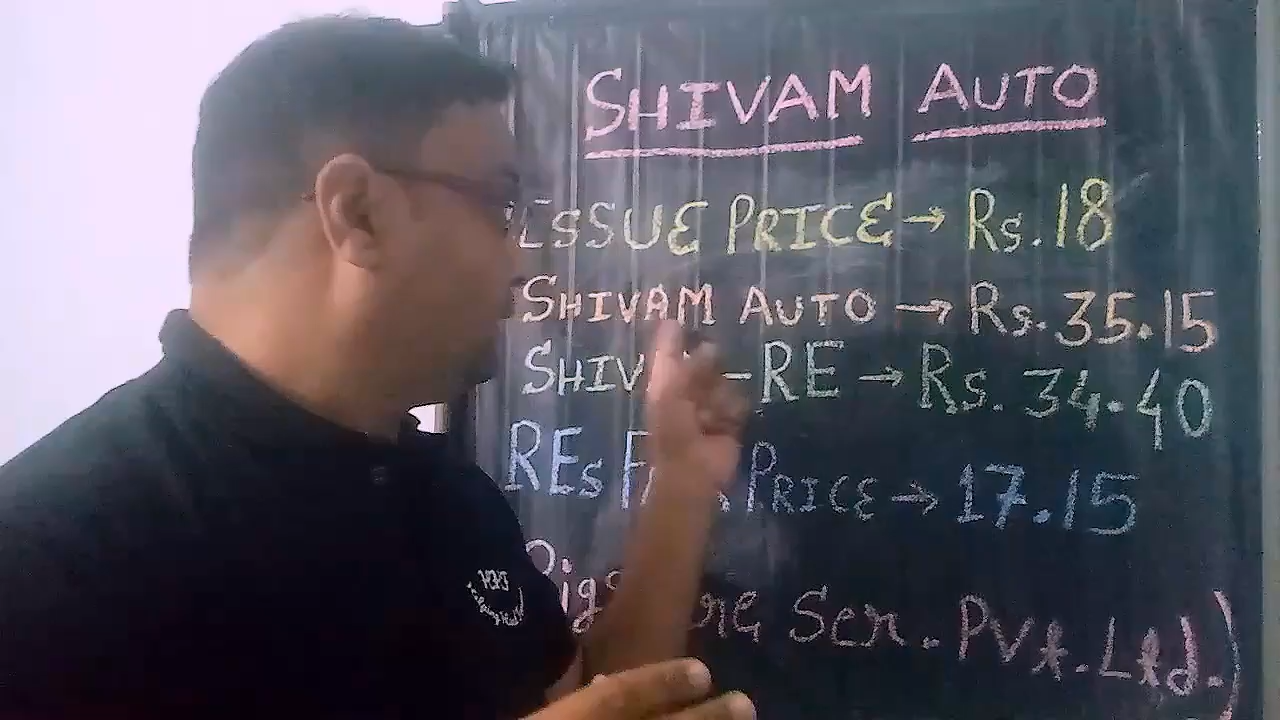 SHIVAM AUTO
ISSUE PRICE → Rs. 18
SHIVAM AUTO → Rs. 35.15
-RE → Rs. 34.40
REs PRICE → 17.15
Ser. Pvt. Ltd.)